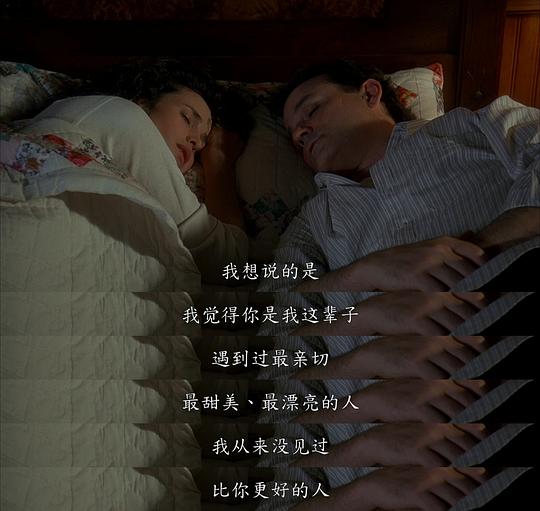 我想说的是
我觉得你是我这辈子
遇到过最亲切
最甜美、最漂亮的人
我从来没见过
比你更好的人